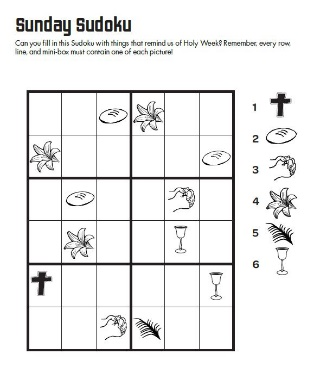 Sunday Sudoku
Can you fill in this Sudoku with things that remind us of Holy Week? Remember, every row,
line, and mini-box must contain one of each picture!
1
2
3
4
5
6